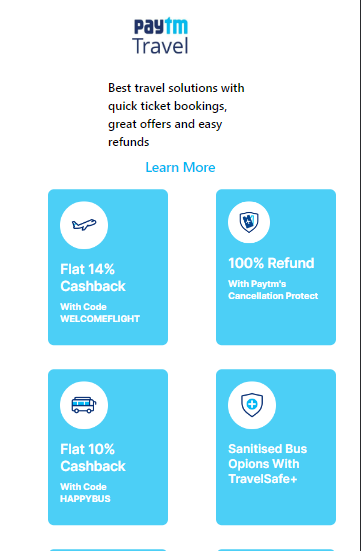 paytm
Travel
Best travel solutions with
quick ticket bookings,
great offers and easy
refunds
Learn More
Flat 14%
Cashback
With Code
WELCOMEFLIGHT
100% Refund
With Paytm's
Cancellation Protect
Flat 10%
Cashback
With Code
HAPPYBUS
Sanitised Bus
Opions With
TravelSafe+